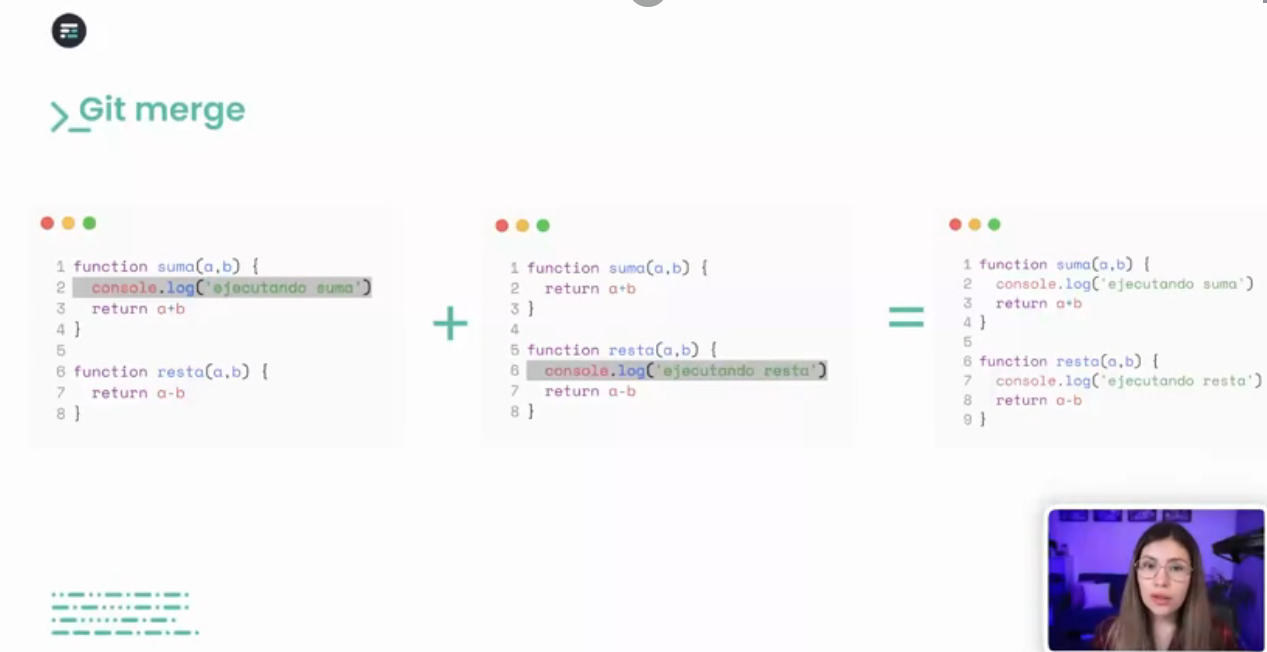 >_Git merge
1 function suma(a,b) {
2 console.log('ejecutando suma')
3 return a+b
4 }
5
6 function resta(a,b) {
7 return a-b
8 }
+
1 function suma(a,b) {
2 return a+b
3 }
4
5 function resta(a,b) {
6 console.log('ejecutando resta')
7 return a-b
8 }
=
1 function suma(a,b) {
2 console.log('ejecutando suma')
3 return a+b
4 }
5
6 function resta(a,b) {
7 console.log('ejecutando resta')
8 return a-b
9 }